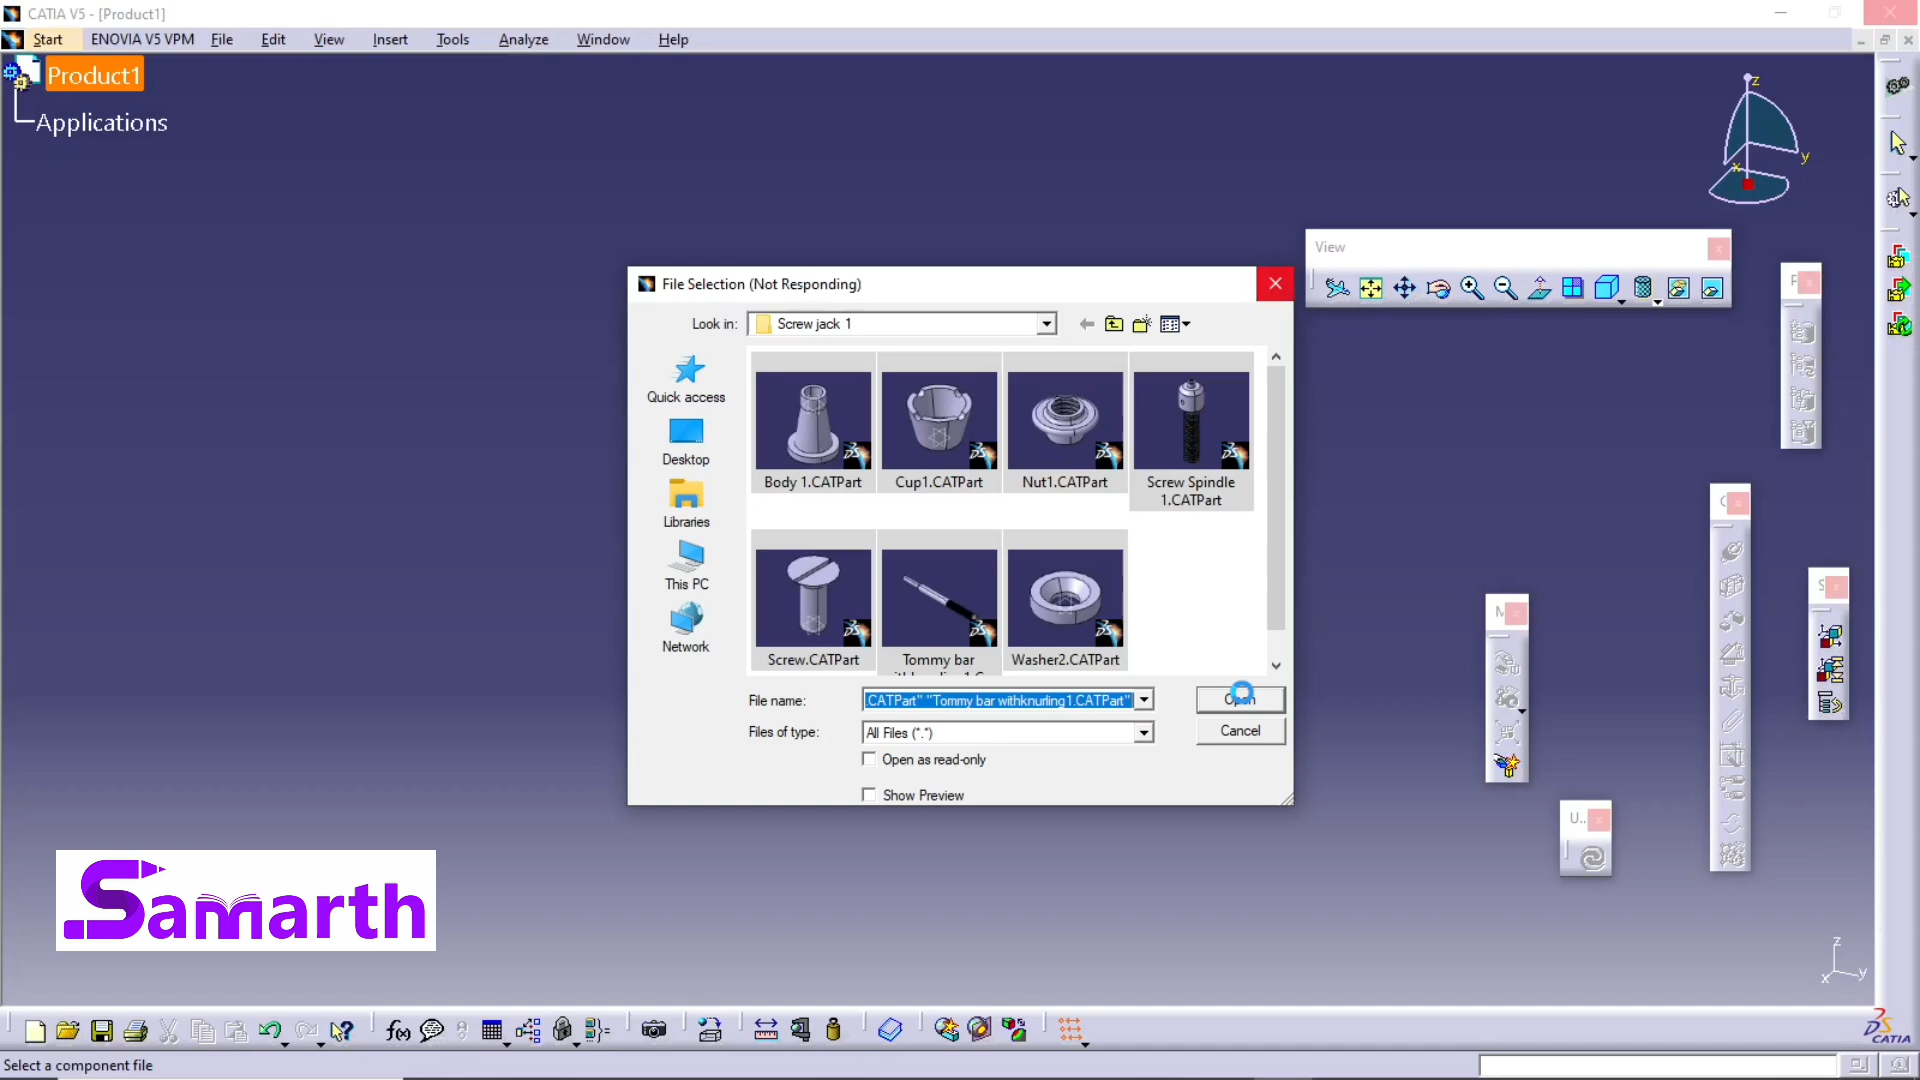 CATIA V5 - [Product1]
Start ENOVIA V5 VPM File Edit View Insert Tools Analyze Window Help
Product1
Applications
z
y
x
View
File Selection (Not Responding)
Look in: Screw jack 1
Quick access
Desktop
Libraries
This PC
Network
Body 1.CATPart
Cup1.CATPart
Nut1.CATPart
Screw Spindle
1.CATPart
Screw.CATPart
Tommy bar
Washer2.CATPart
File name: .CATPart" "Tommy bar withknurling1.CATPart"
Open
Files of type: All Files (*.*)
Cancel
Open as read-only
Show Preview
U..
Samarth
z
x y
f(x)
DS
CATIA
Select a component file